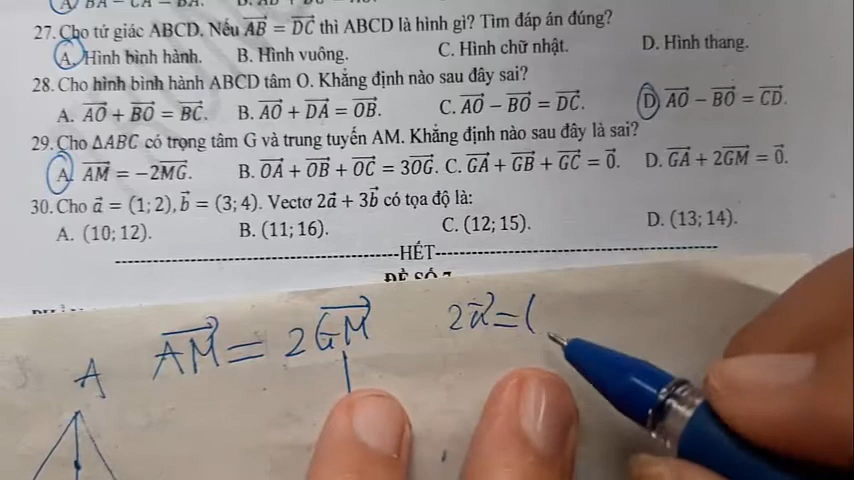 27. Cho tứ giác ABCD. Nếu $\overrightarrow{AB} = \overrightarrow{DC}$ thì ABCD là hình gì? Tìm đáp án đúng?
A. Hình bình hành. B. Hình vuông. C. Hình chữ nhật. D. Hình thang.
28. Cho hình bình hành ABCD tâm O. Khẳng định nào sau đây sai?
A. $\overrightarrow{AO} + \overrightarrow{BO} = \overrightarrow{BC}$. B. $\overrightarrow{AO} + \overrightarrow{DA} = \overrightarrow{OB}$. C. $\overrightarrow{AO} - \overrightarrow{BO} = \overrightarrow{DC}$. D $\overrightarrow{AO} - \overrightarrow{BO} = \overrightarrow{CD}$.
29. Cho ΔABC có trọng tâm G và trung tuyến AM. Khẳng định nào sau đây là sai?
A. $\overrightarrow{AM} = -2\overrightarrow{MG}$. B. $\overrightarrow{OA} + \overrightarrow{OB} + \overrightarrow{OC} = 3\overrightarrow{OG}$. C. $\overrightarrow{GA} + \overrightarrow{GB} + \overrightarrow{GC} = \vec{0}$. D. $\overrightarrow{GA} + 2\overrightarrow{GM} = \vec{0}$.
30. Cho $\vec{a} = (1; 2), \vec{b} = (3; 4)$. Vectơ $2\vec{a} + 3\vec{b}$ có tọa độ là:
A. (10; 12). B. (11; 16). C. (12; 15). D. (13; 14).
HẾT
ĐỀ SỐ
$\overrightarrow{AM} = 2\overrightarrow{GM}$ $2\vec{a} = ($
A